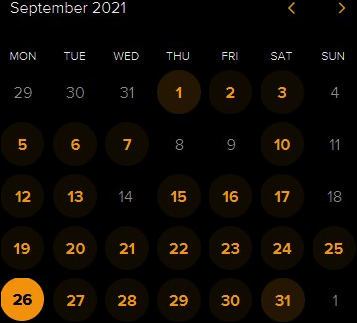 September 2021
MON TUE WED THU FRI SAT SUN
29 30 31 1 2 3 4
5 6 7 8 9 10 11
12 13 14 15 16 17 18
19 20 21 22 23 24 25
26 27 28 29 30 31 1